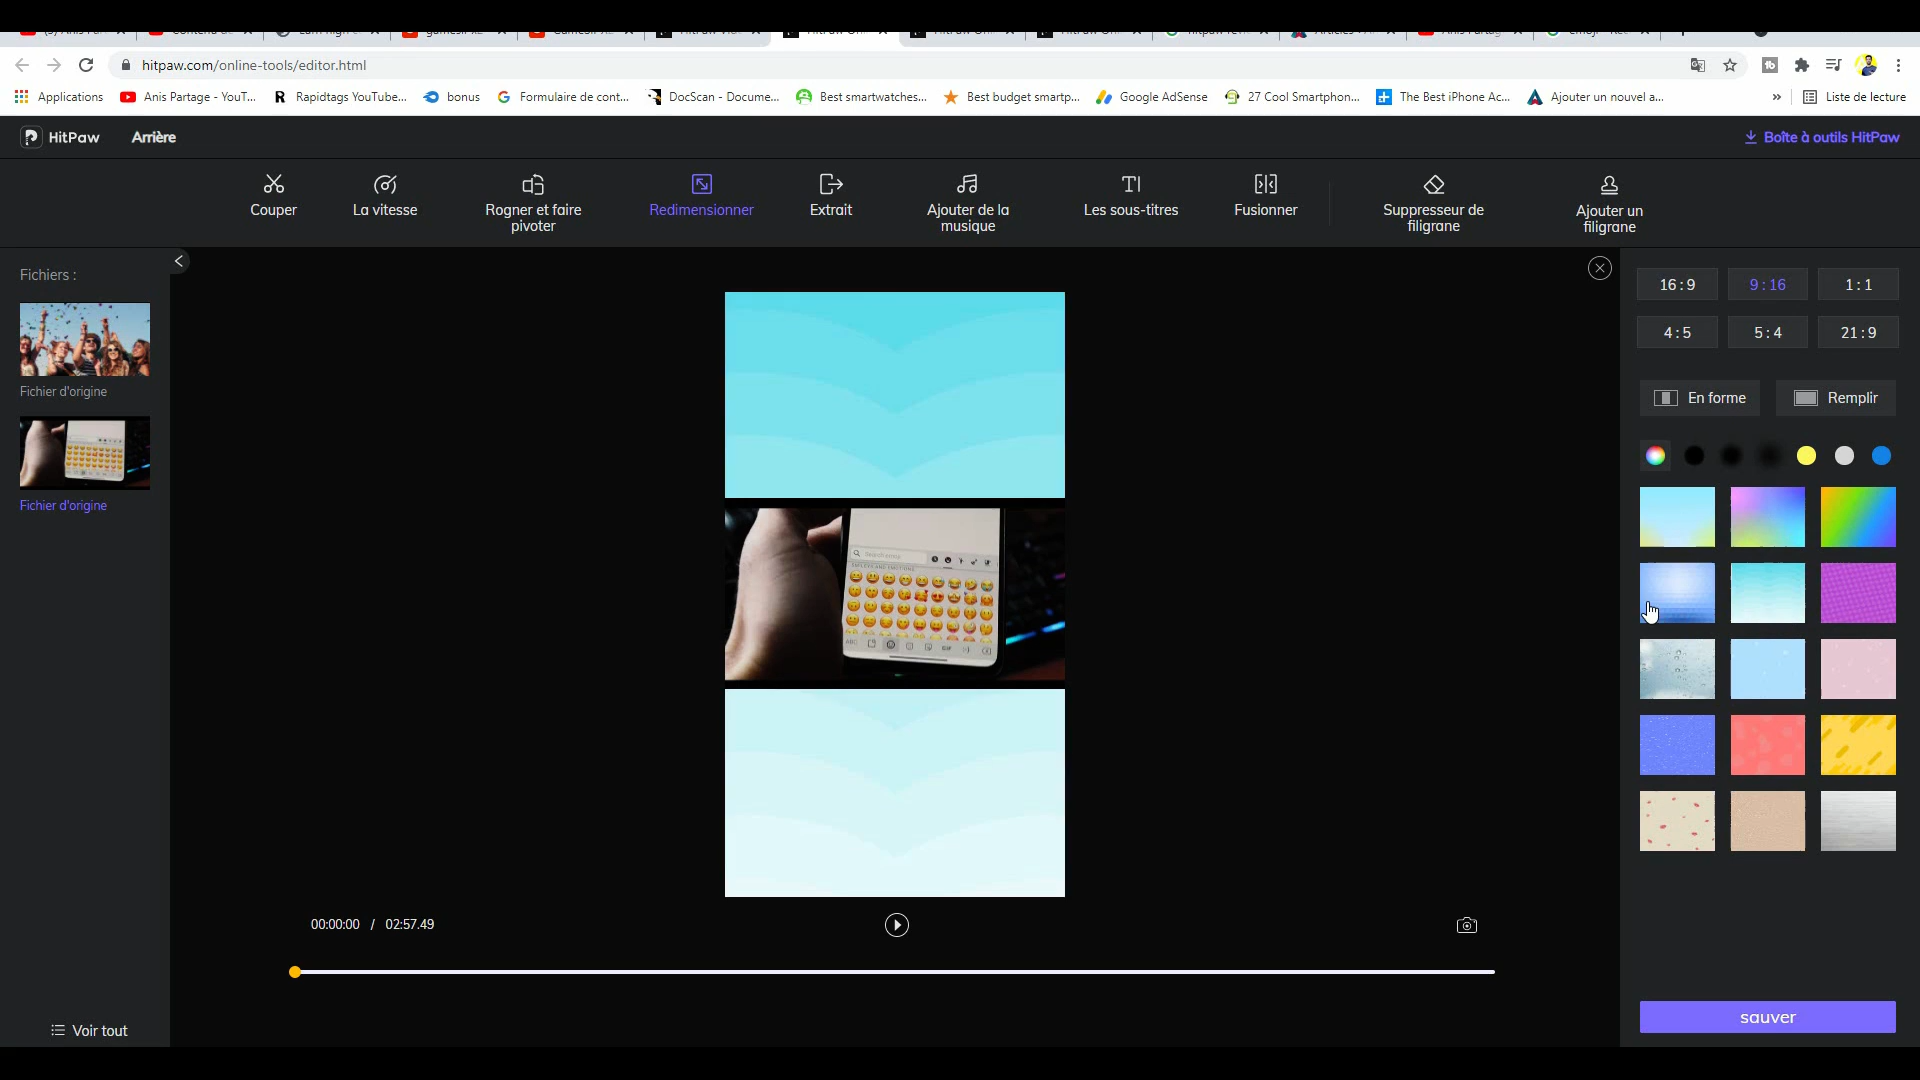 hitpaw.com/online-tools/editor.html
Applications
Anis Partage - YouT...
Rapidtags YouTube...
bonus
Formulaire de cont...
DocScan - Docume...
Best smartwatches...
Best budget smartp...
Google AdSense
27 Cool Smartphon...
The Best iPhone Ac...
Ajouter un nouvel a...
»
Liste de lecture
HitPaw
Arrière
Boîte à outils HitPaw
Couper
La vitesse
Rogner et faire
pivoter
Redimensionner
Extrait
Ajouter de la
musique
Les sous-titres
Fusionner
Suppresseur de
filigrane
Ajouter un
filigrane
Fichiers :
Fichier d'origine
Fichier d'origine
Voir tout
00:00:00 / 02:57.49
16:9
9:16
1:1
4:5
5:4
21:9
En forme
Remplir
sauver